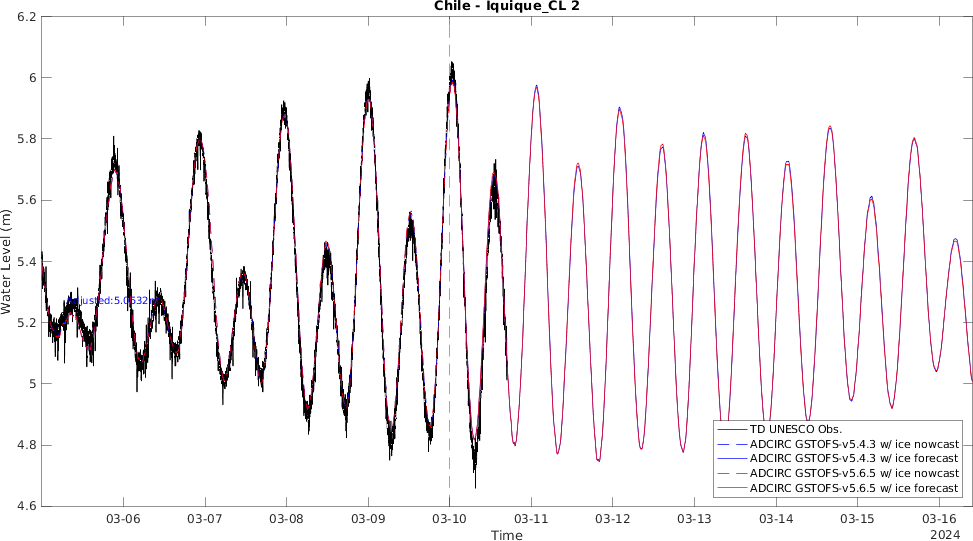 Chile - Iquique_CL 2
6.2
6
5.8
5.6
5.4
5.2
5
4.8
4.6
Water Level (m)
TD UNESCO Obs.
ADCIRC GSTOFS-v5.4.3 w/ ice nowcast
ADCIRC GSTOFS-v5.4.3 w/ ice forecast
ADCIRC GSTOFS-v5.6.5 w/ ice nowcast
ADCIRC GSTOFS-v5.6.5 w/ ice forecast
03-06 03-07 03-08 03-09 03-10 03-11 03-12 03-13 03-14 03-15 03-16
Time
2024